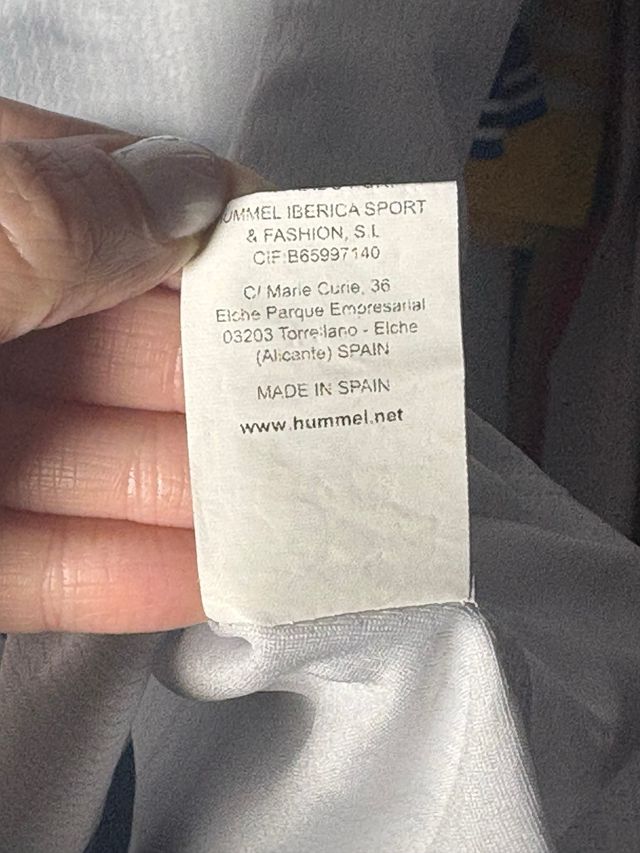 UMMEL IBERICA SPORT
& FASHION, S.L
CIF:B65997140
C/ Marie Curie, 36
Elche Parque Empresarial
03203 Torrellano - Elche
(Alicante) SPAIN
MADE IN SPAIN
www.hummel.net